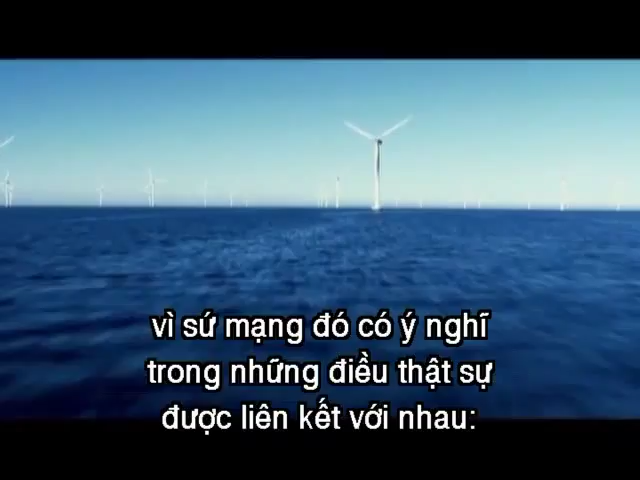 vì sứ mạng đó có ý nghĩ
trong những điều thật sự
được liên kết với nhau: